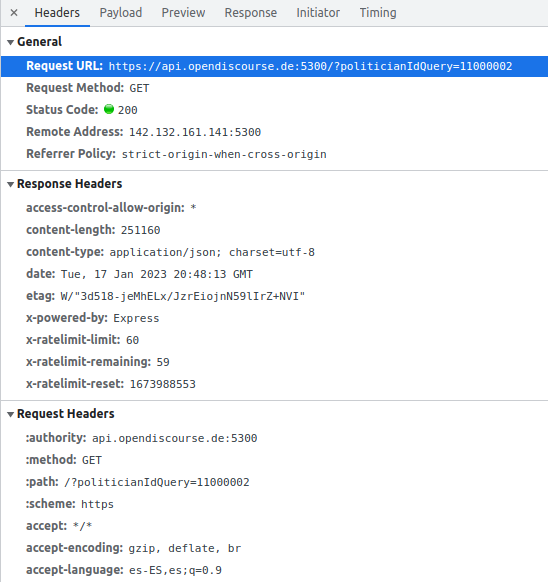 × Headers Payload Preview Response Initiator Timing
▼General
Request URL: https://api.opendiscourse.de:5300/?politicianIdQuery=11000002
Request Method: GET
Status Code: 200
Remote Address: 142.132.161.141:5300
Referrer Policy: strict-origin-when-cross-origin
▼Response Headers
access-control-allow-origin: *
content-length: 251160
content-type: application/json; charset=utf-8
date: Tue, 17 Jan 2023 20:48:13 GMT
etag: W/"3d518-jeMhELx/JzrEiojnN59lIrZ+NVI"
x-powered-by: Express
x-ratelimit-limit: 60
x-ratelimit-remaining: 59
x-ratelimit-reset: 1673988553
▼Request Headers
:authority: api.opendiscourse.de:5300
:method: GET
:path: /?politicianIdQuery=11000002
:scheme: https
accept: */*
accept-encoding: gzip, deflate, br
accept-language: es-ES,es;q=0.9